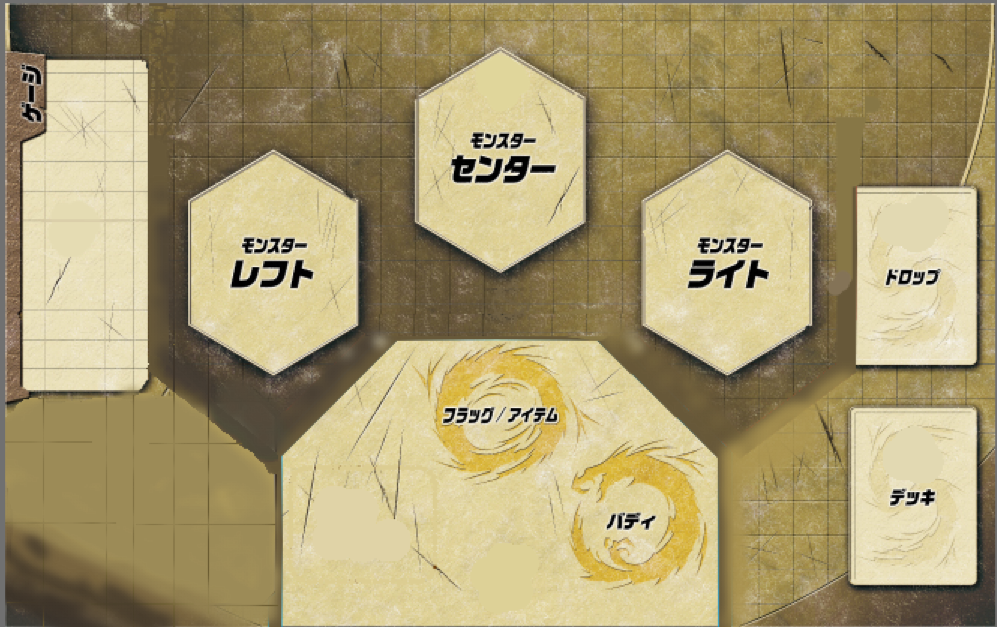 ゲージ
モンスター
センター
モンスター
レフト
モンスター
ライト
ドロップ
フラッグ / アイテム
バディ
デッキ